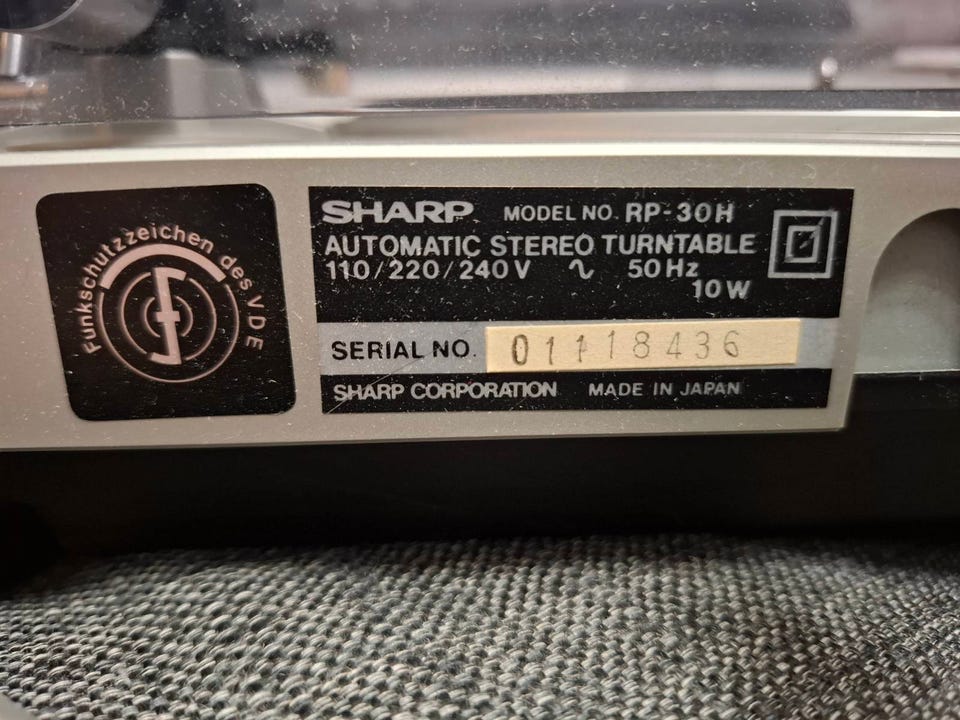 Funkschutzzeichen des VDE
SHARP MODEL NO. RP-30H
AUTOMATIC STEREO TURNTABLE
110/220/240V ∿ 50Hz
10W
SERIAL NO. 01118436
SHARP CORPORATION MADE IN JAPAN